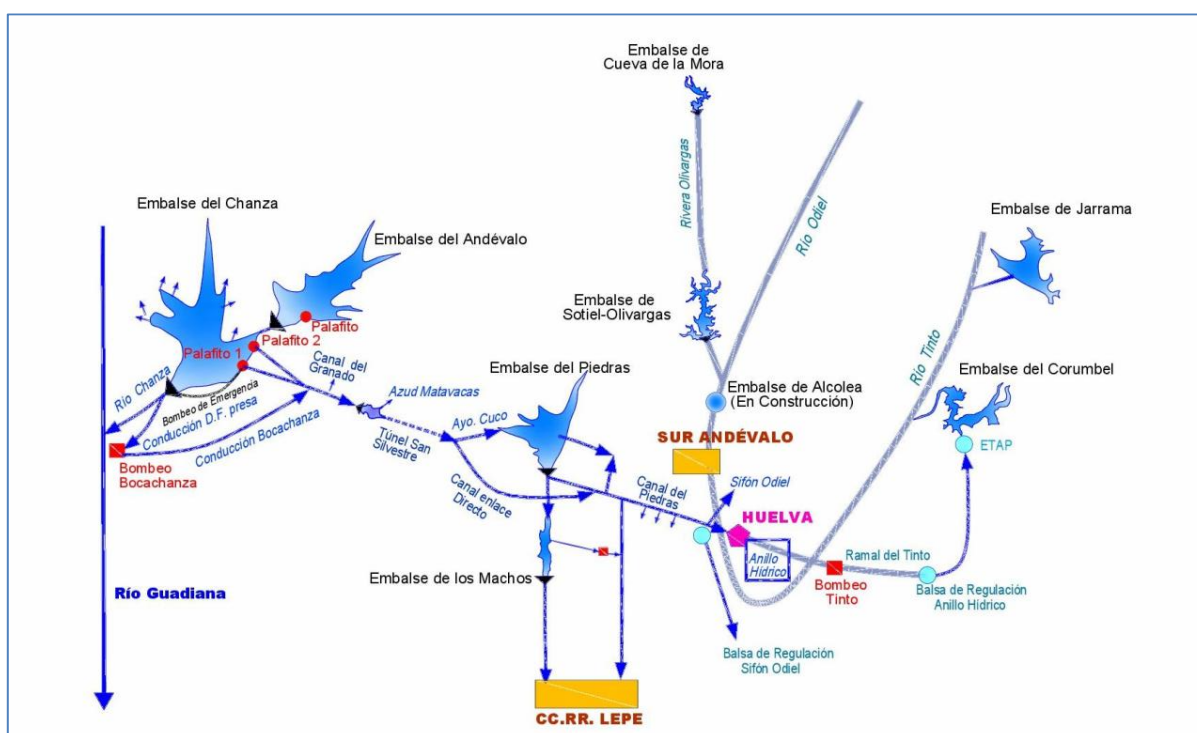 Embalse de
Cueva de la Mora
Rivera Olivargas
Río Odiel
Embalse del Chanza
Embalse de Jarrama
Embalse del Andévalo
Embalse de
Sotiel-Olivargas
Palafito
Palafito 2
Palafito 1
Canal del
Granado
Embalse del Piedras
Río Tinto
Embalse del Corumbel
Río Chanza
Bombeo de Emergencia
Azud Matavacas
Embalse de Alcolea
(En Construcción)
Conducción D.F. presa
Conducción Bocachanza
Túnel San
Silvestre
Ayo. Cuco
SUR ANDÉVALO
ETAP
Bombeo
Bocachanza
Canal enlace
Directo
Canal del
Piedras
Sifón Odiel
HUELVA
Anillo
Hídrico
Ramal del Tinto
Embalse de los Machos
Bombeo
Tinto
Balsa de Regulación
Anillo Hídrico
Río Guadiana
Balsa de Regulación
Sifón Odiel
CC.RR. LEPE